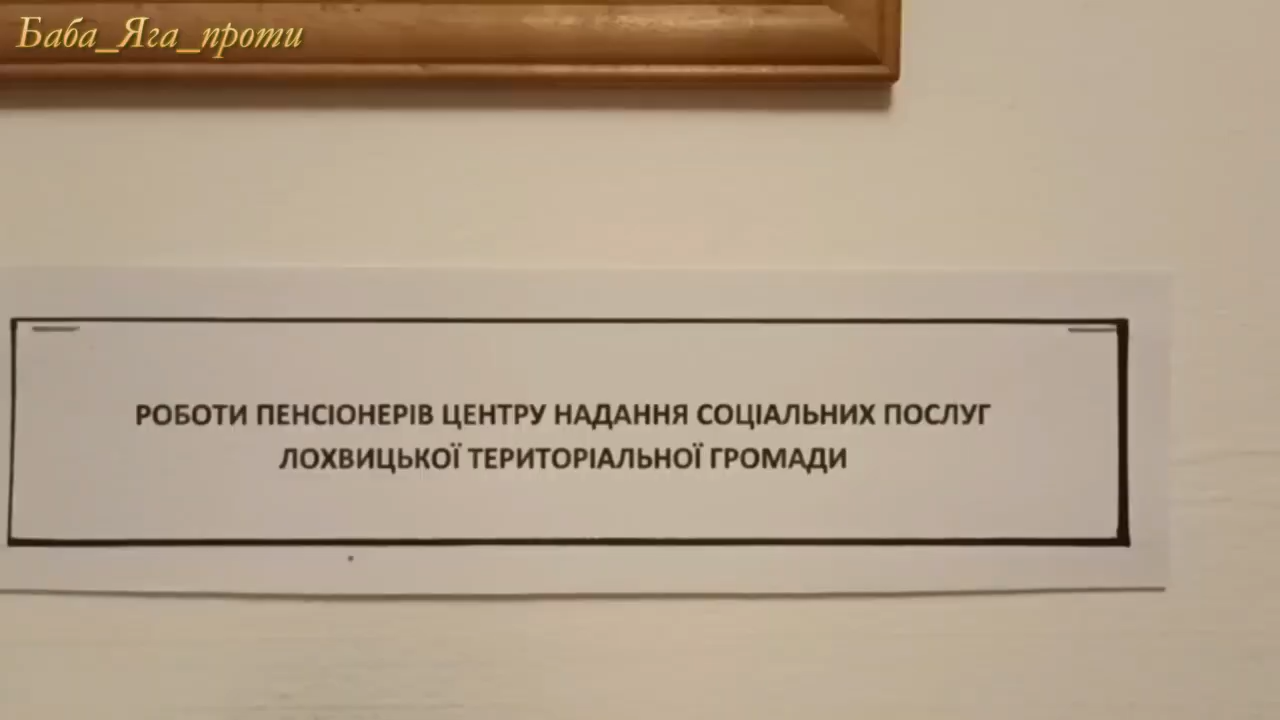 Баба_Яга_проти
РОБОТИ ПЕНСІОНЕРІВ ЦЕНТРУ НАДАННЯ СОЦІАЛЬНИХ ПОСЛУГ
ЛОХВИЦЬКОЇ ТЕРИТОРІАЛЬНОЇ ГРОМАДИ